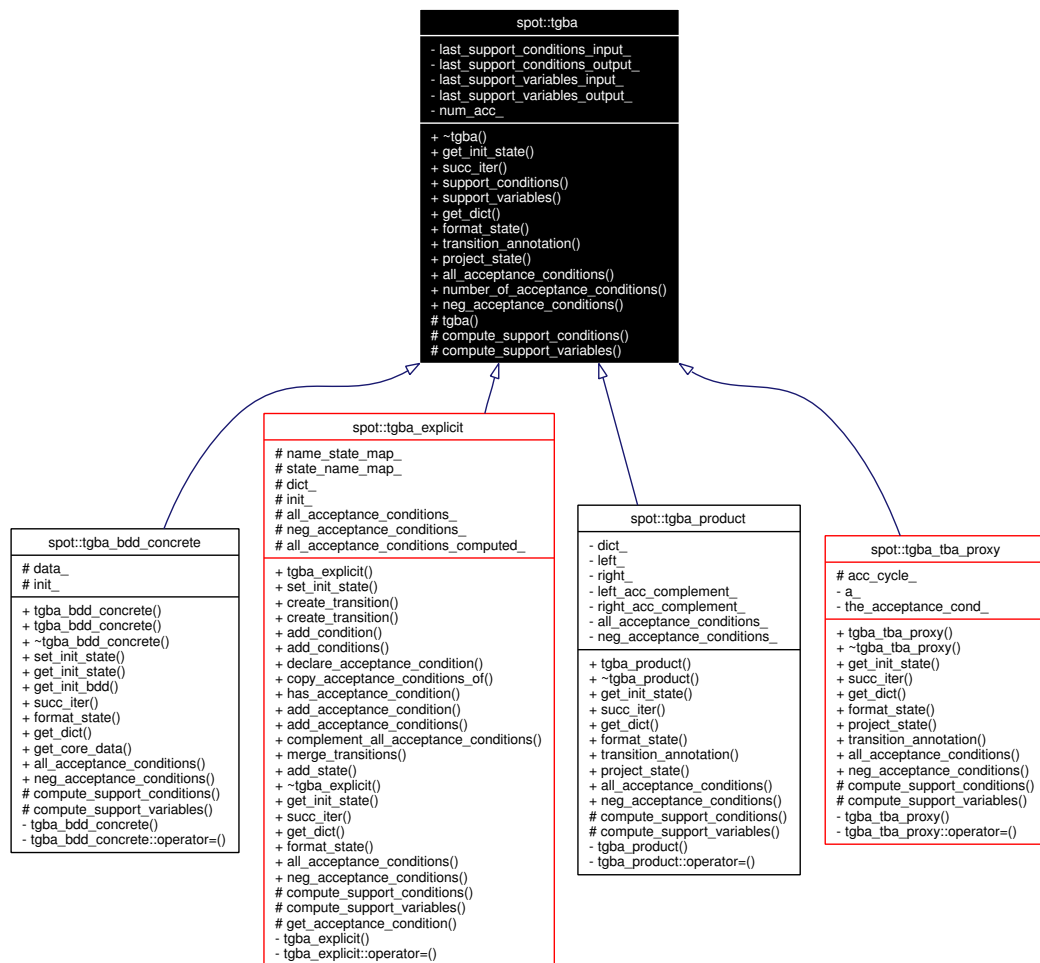 spot::tgba
- last_support_conditions_input_
- last_support_conditions_output_
- last_support_variables_input_
- last_support_variables_output_
- num_acc_
+ ~tgba()
+ get_init_state()
+ succ_iter()
+ support_conditions()
+ support_variables()
+ get_dict()
+ format_state()
+ transition_annotation()
+ project_state()
+ all_acceptance_conditions()
+ number_of_acceptance_conditions()
+ neg_acceptance_conditions()
# tgba()
# compute_support_conditions()
# compute_support_variables()
spot::tgba_bdd_concrete
# data_
# init_
+ tgba_bdd_concrete()
+ tgba_bdd_concrete()
+ ~tgba_bdd_concrete()
+ set_init_state()
+ get_init_state()
+ get_init_bdd()
+ succ_iter()
+ format_state()
+ get_dict()
+ get_core_data()
+ all_acceptance_conditions()
+ neg_acceptance_conditions()
# compute_support_conditions()
# compute_support_variables()
- tgba_bdd_concrete()
- tgba_bdd_concrete::operator=()
spot::tgba_explicit
# name_state_map_
# state_name_map_
# dict_
# init_
# all_acceptance_conditions_
# neg_acceptance_conditions_
# all_acceptance_conditions_computed_
+ tgba_explicit()
+ set_init_state()
+ create_transition()
+ create_transition()
+ add_condition()
+ add_conditions()
+ declare_acceptance_condition()
+ copy_acceptance_conditions_of()
+ has_acceptance_condition()
+ add_acceptance_condition()
+ add_acceptance_conditions()
+ complement_all_acceptance_conditions()
+ merge_transitions()
+ add_state()
+ ~tgba_explicit()
+ get_init_state()
+ succ_iter()
+ get_dict()
+ format_state()
+ all_acceptance_conditions()
+ neg_acceptance_conditions()
# compute_support_conditions()
# compute_support_variables()
# get_acceptance_condition()
- tgba_explicit()
- tgba_explicit::operator=()
spot::tgba_product
- dict_
- left_
- right_
- left_acc_complement_
- right_acc_complement_
- all_acceptance_conditions_
- neg_acceptance_conditions_
+ tgba_product()
+ ~tgba_product()
+ get_init_state()
+ succ_iter()
+ get_dict()
+ format_state()
+ transition_annotation()
+ project_state()
+ all_acceptance_conditions()
+ neg_acceptance_conditions()
# compute_support_conditions()
# compute_support_variables()
- tgba_product()
- tgba_product::operator=()
spot::tgba_tba_proxy
# acc_cycle_
- a_
- the_acceptance_cond_
+ tgba_tba_proxy()
+ ~tgba_tba_proxy()
+ get_init_state()
+ succ_iter()
+ get_dict()
+ format_state()
+ project_state()
+ transition_annotation()
+ all_acceptance_conditions()
+ neg_acceptance_conditions()
# compute_support_conditions()
# compute_support_variables()
- tgba_tba_proxy()
- tgba_tba_proxy::operator=()